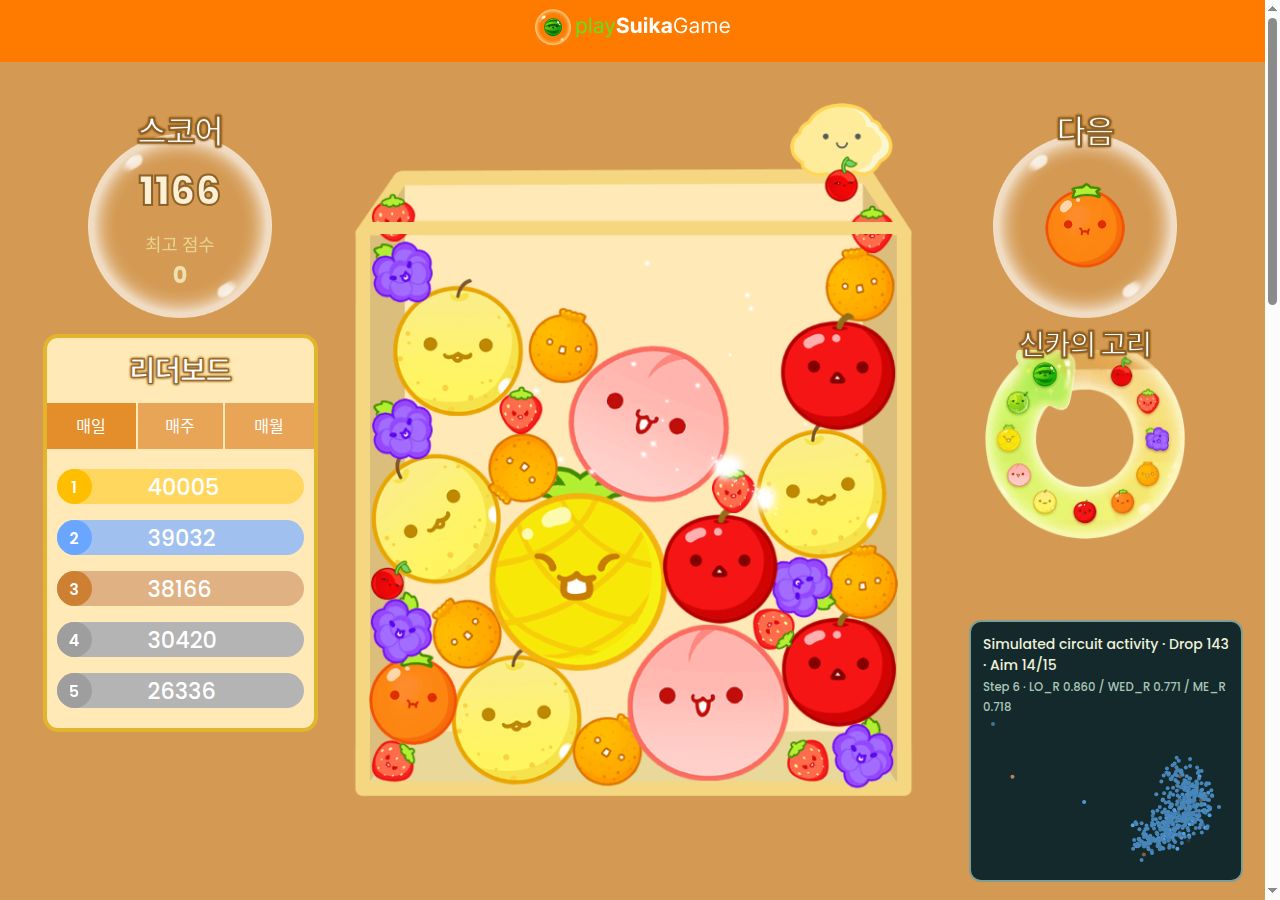 playSuikaGame
스코어
1166
최고 점수
0
다음
리더보드
매일
매주
매월
1
40005
2
39032
3
38166
4
30420
5
26336
신카의 고리
Simulated circuit activity · Drop 143
· Aim 14/15
Step 6 · LO_R 0.860 / WED_R 0.771 / ME_R
0.718